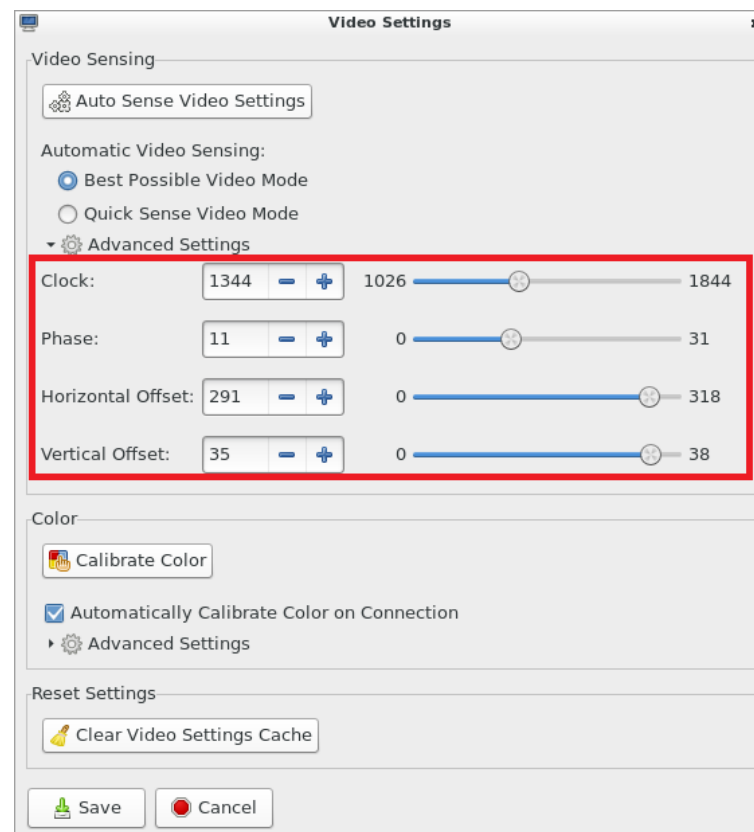 Video Settings
Video Sensing
Auto Sense Video Settings
Automatic Video Sensing:
Best Possible Video Mode
Quick Sense Video Mode
Advanced Settings
Clock: 1344 1026 1844
Phase: 11 0 31
Horizontal Offset: 291 0 318
Vertical Offset: 35 0 38
Color
Calibrate Color
Automatically Calibrate Color on Connection
Advanced Settings
Reset Settings
Clear Video Settings Cache
Save Cancel